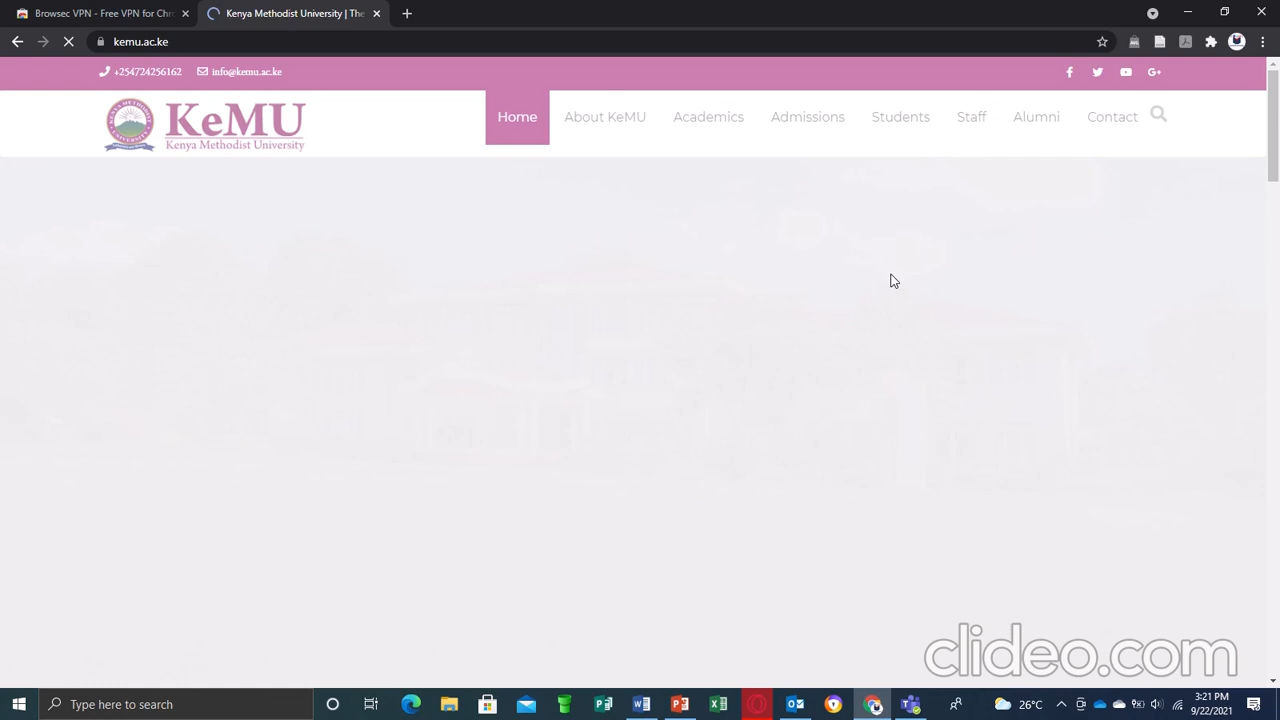 Browsec VPN - Free VPN for Chr
Kenya Methodist University | The
kemu.ac.ke
+254724256162
info@kemu.ac.ke
KeMU
Kenya Methodist University
Home
About KeMU
Academics
Admissions
Students
Staff
Alumni
Contact
clideo.com
Type here to search
26°C
3:21 PM
9/22/2021